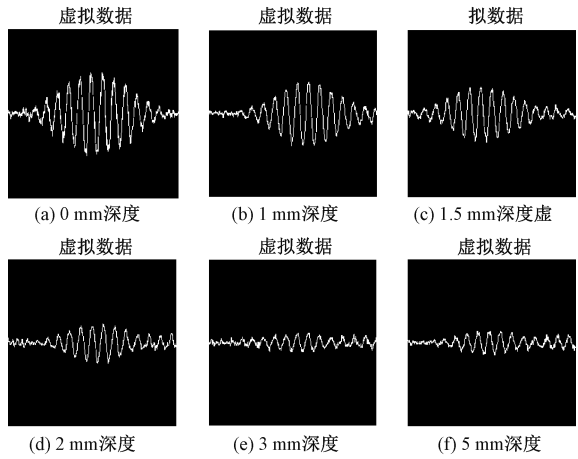 虚拟数据
虚拟数据
拟数据
(a) 0 mm深度
(b) 1 mm深度
(c) 1.5 mm深度虚
虚拟数据
虚拟数据
虚拟数据
(d) 2 mm深度
(e) 3 mm深度
(f) 5 mm深度